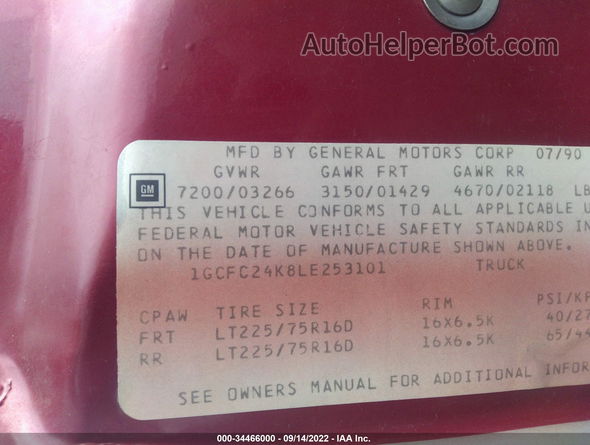 AutoHelperBot.com
MFD BY GENERAL MOTORS CORP 07/90
GVWR GAWR FRT GAWR RR
GM
7200/03266 3150/01429 4670/02118 LB
THIS VEHICLE CONFORMS TO ALL APPLICABLE U
FEDERAL MOTOR VEHICLE SAFETY STANDARDS IN
ON THE DATE OF MANUFACTURE SHOWN ABOVE.
1GCFC24K8LE253101 TRUCK
CPAW TIRE SIZE RIM PSI/KP
FRT LT225/75R16D 16X6.5K 40/27
RR LT225/75R16D 16X6.5K 65/44
SEE OWNERS MANUAL FOR ADDITIONAL INFOR
000-34466000 - 09/14/2022 - IAA Inc.